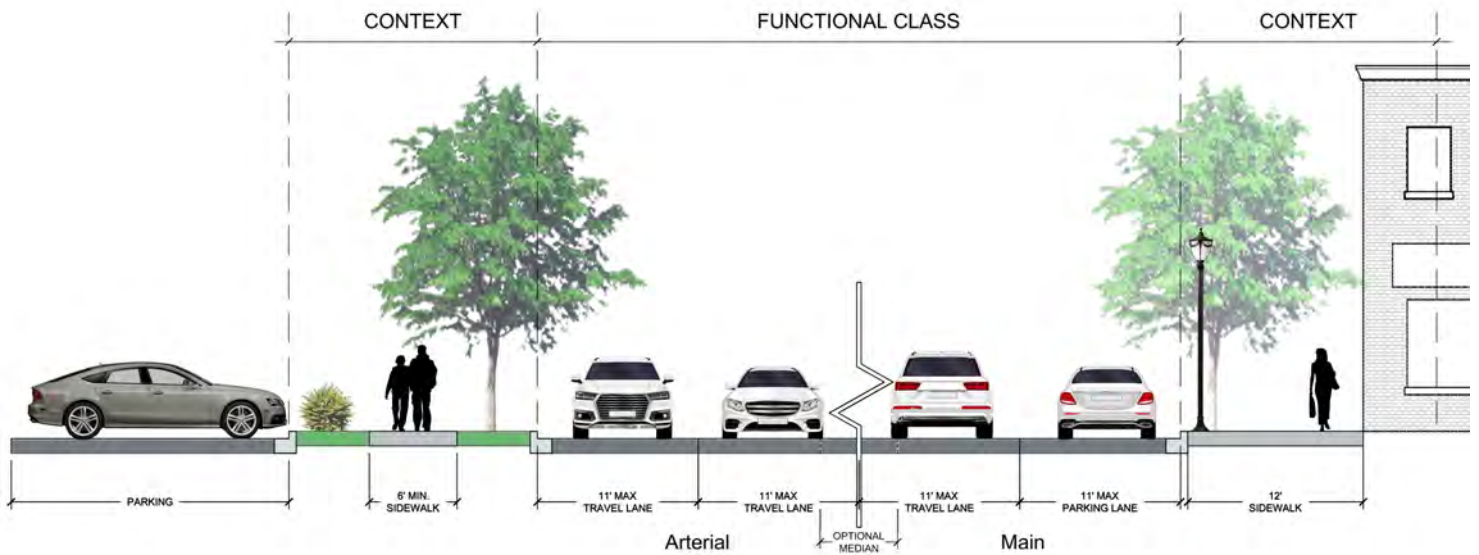 CONTEXT
FUNCTIONAL CLASS
CONTEXT
PARKING
6' MIN.
SIDEWALK
11' MAX
TRAVEL LANE
11' MAX
TRAVEL LANE
11' MAX
TRAVEL LANE
11' MAX
PARKING LANE
12'
SIDEWALK
Arterial
OPTIONAL
MEDIAN
Main